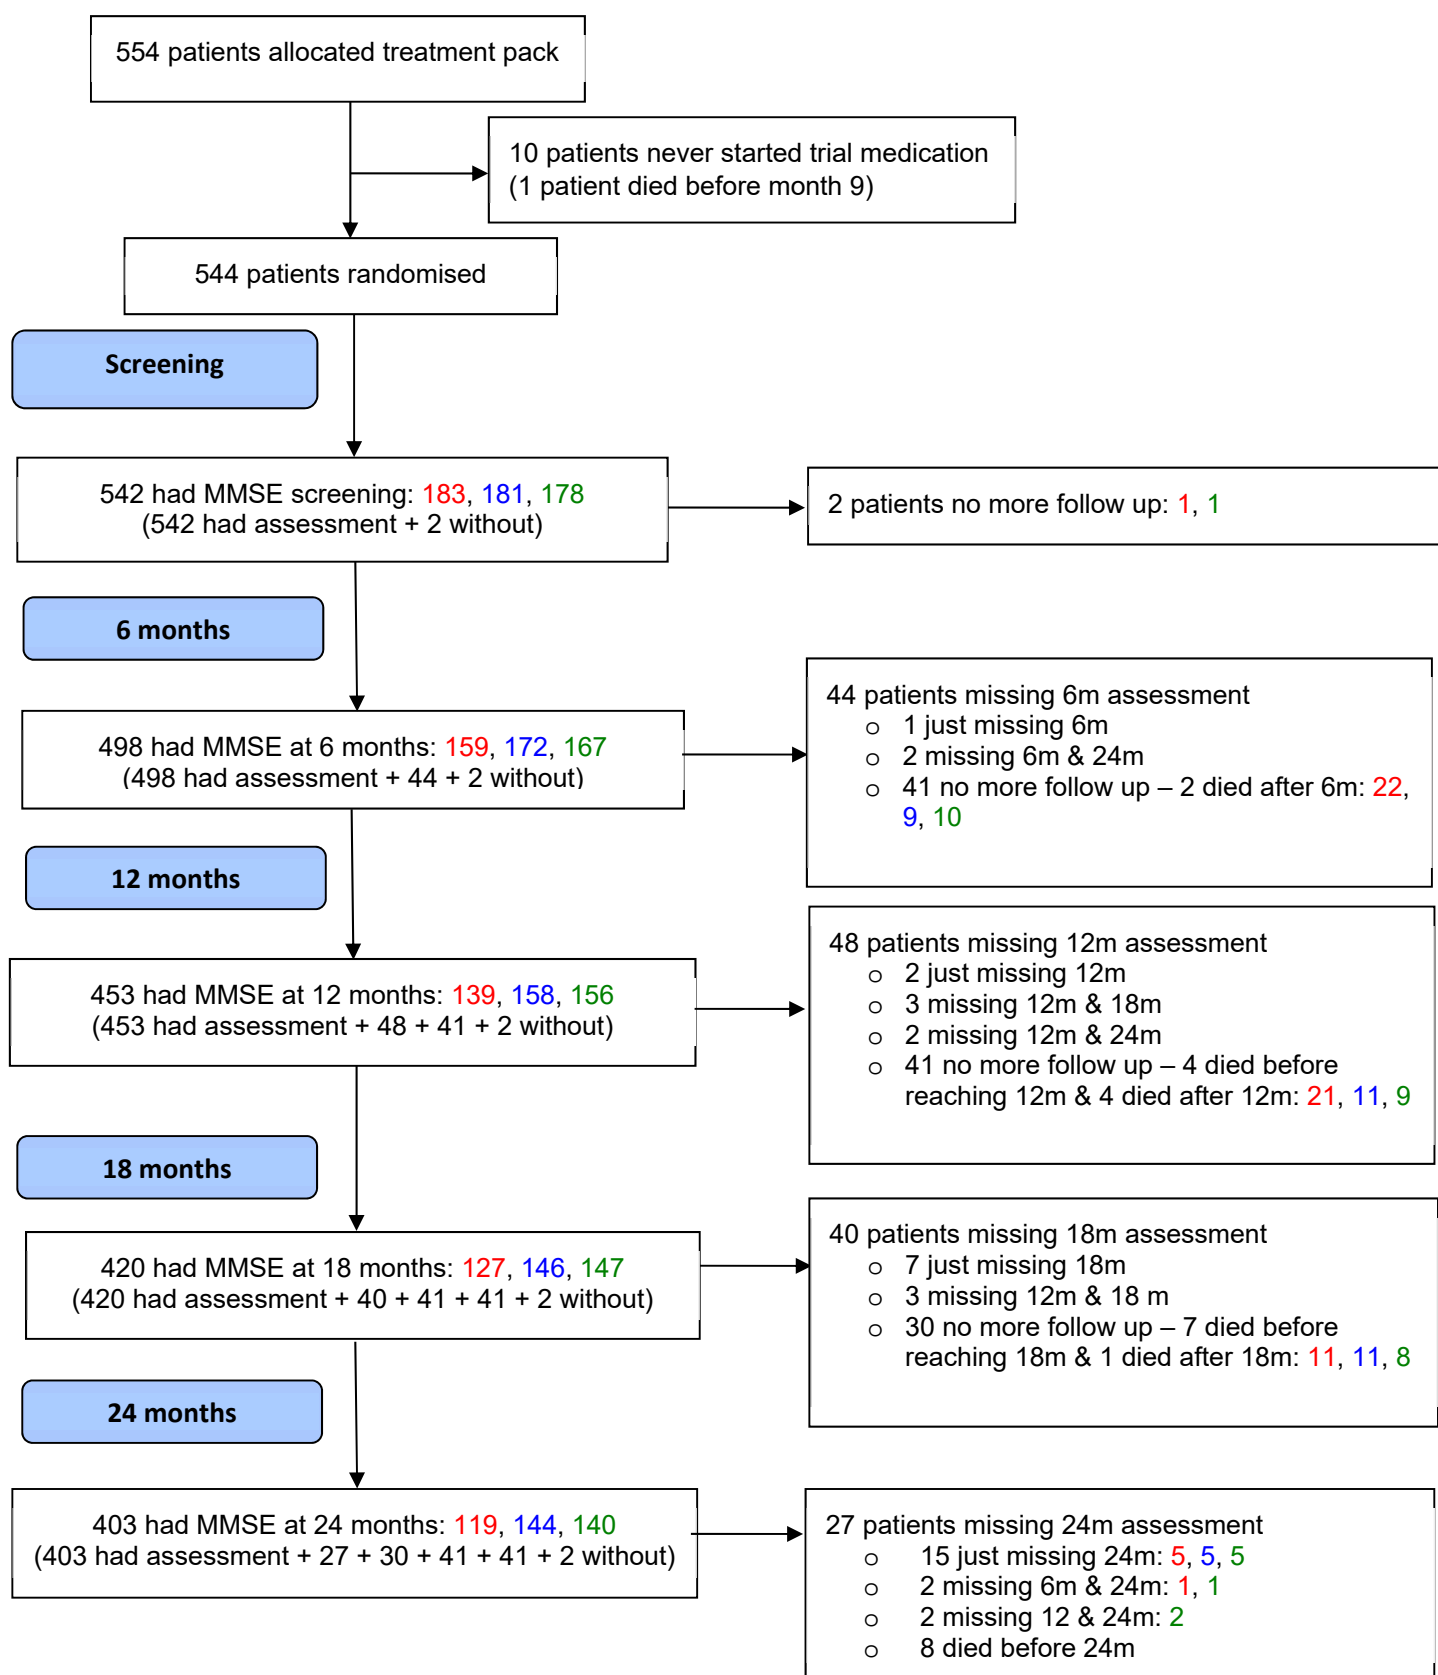 554 patients allocated treatment pack
10 patients never started trial medication
(1 patient died before month 9)
544 patients randomised
Screening
542 had MMSE screening: 183, 181, 178
(542 had assessment + 2 without)
2 patients no more follow up: 1, 1
6 months
44 patients missing 6m assessment
o 1 just missing 6m
o 2 missing 6m & 24m
o 41 no more follow up – 2 died after 6m: 22,
9, 10
498 had MMSE at 6 months: 159, 172, 167
(498 had assessment + 44 + 2 without)
12 months
48 patients missing 12m assessment
o 2 just missing 12m
o 3 missing 12m & 18m
o 2 missing 12m & 24m
o 41 no more follow up – 4 died before
reaching 12m & 4 died after 12m: 21, 11, 9
453 had MMSE at 12 months: 139, 158, 156
(453 had assessment + 48 + 41 + 2 without)
18 months
40 patients missing 18m assessment
o 7 just missing 18m
o 3 missing 12m & 18 m
o 30 no more follow up – 7 died before
reaching 18m & 1 died after 18m: 11, 11, 8
420 had MMSE at 18 months: 127, 146, 147
(420 had assessment + 40 + 41 + 41 + 2 without)
24 months
403 had MMSE at 24 months: 119, 144, 140
(403 had assessment + 27 + 30 + 41 + 41 + 2 without)
27 patients missing 24m assessment
o 15 just missing 24m: 5, 5, 5
o 2 missing 6m & 24m: 1, 1
o 2 missing 12 & 24m: 2
o 8 died before 24m